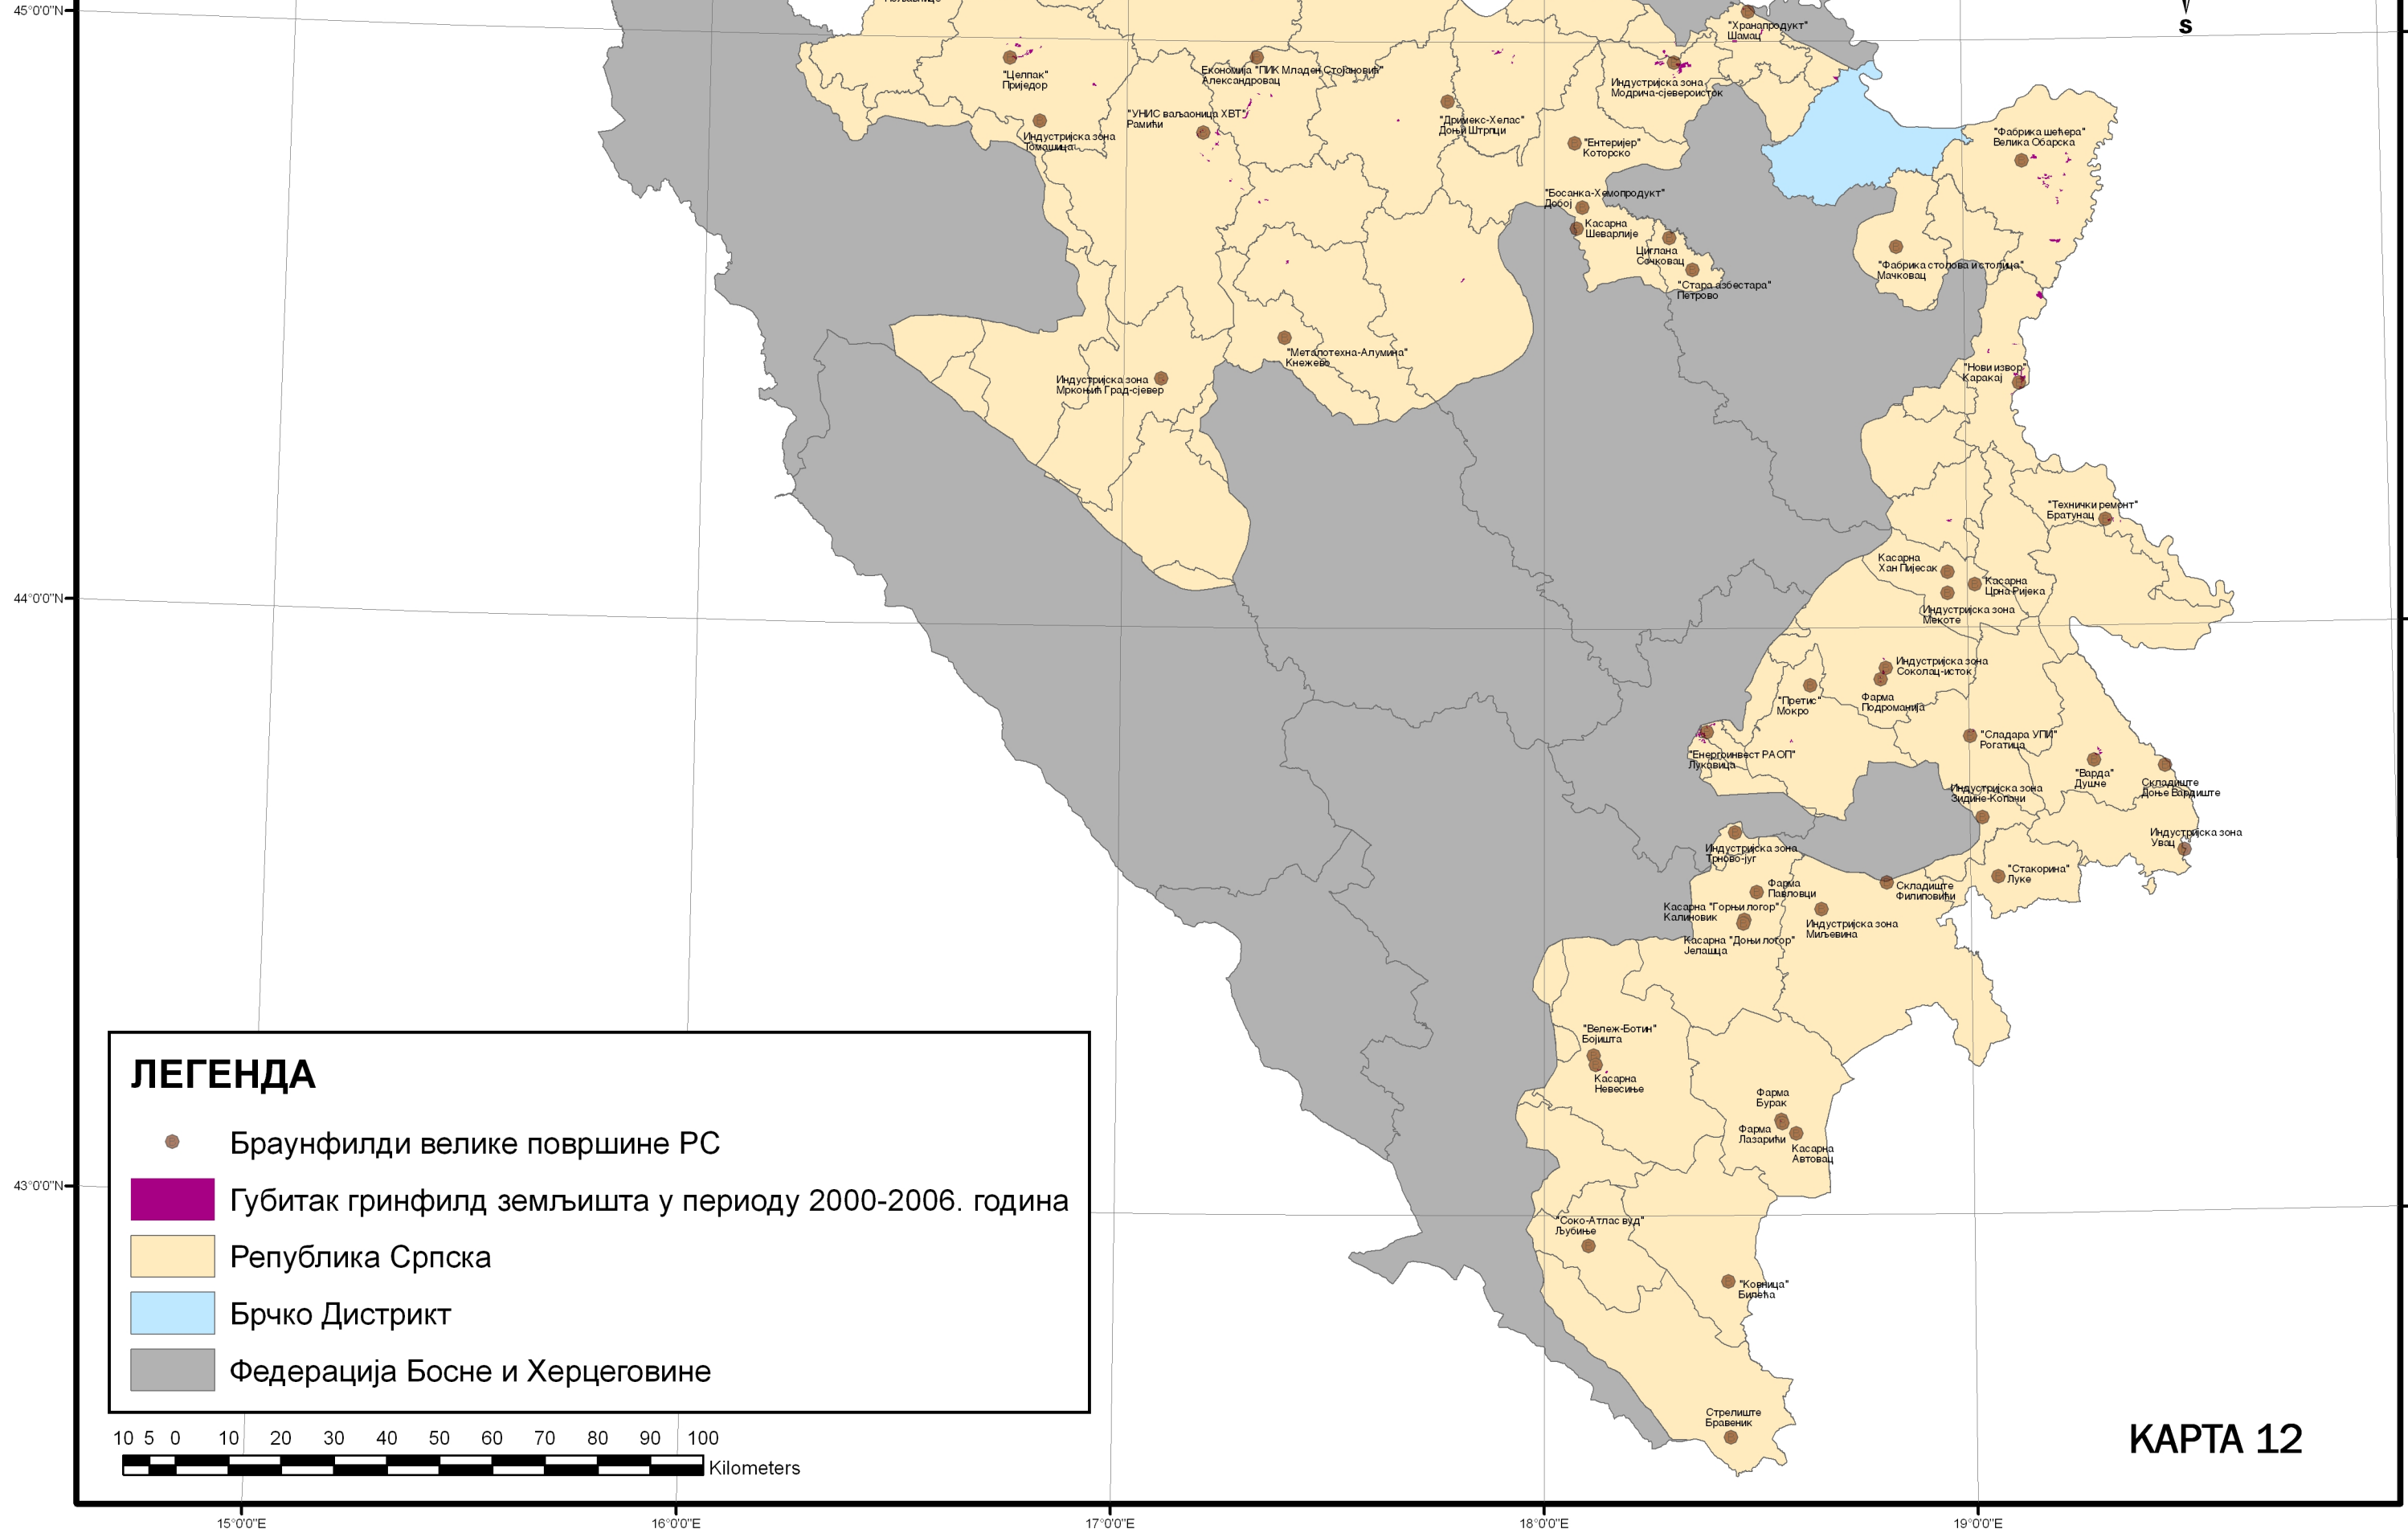 45°0'0"N
S
"Хранапродукт"
Шамац
"Целпак"
Приједор
Економија "ПИК Младен Стојановић"
Александровац
Индустријска зона
Модрича-сјевероисток
"УНИС ваљаоница ХВТ"
Рамићи
"Дримекс-Хелас"
Доњи Штрпци
Индустријска зона
Томашица
"Ентеријер"
Которско
"Фабрика шећера"
Велика Обарска
"Босанка-Хемопродукт"
Добој
Касарна
Шеварлије
Циглана
Сочковац
"Фабрика столова и столица"
Мачковац
"Стара азбестара"
Петрово
"Металотехна-Алумина"
Кнежево
Индустријска зона
Мркоњић Град-сјевер
"Нови извор"
Каракај
"Технички ремонт"
Братунац
Касарна
Хан Пијесак
Касарна
Црна Ријека
44°0'0"N
Индустријска зона
Мекоте
Индустријска зона
Соколац-исток
"Претис"
Мокро
Фарма
Подроманија
"Сладара УПИ"
Рогатица
"Енергоинвест РАОП"
Лукавица
"Варда"
Душче
Складиште
Доње Вардиште
Индустријска зона
Зидине-Копачи
Индустријска зона
Увац
Индустријска зона
Трново-југ
"Стакорина"
Луке
Фарма
Павловци
Складиште
Филиповићи
Касарна "Горњи логор"
Калиновик
Индустријска зона
Миљевина
Касарна "Доњи логор"
Јелашца
"Вележ-Ботин"
Бојишта
Касарна
Невесиње
Фарма
Бурак
Фарма
Лазарићи
Касарна
Автовац
43°0'0"N
"Соко-Атлас вуд"
Љубиње
"Ковница"
Билећа
Стрелиште
Бравеник
ЛЕГЕНДА
Браунфилди велике површине РС
Губитак гринфилд земљишта у периоду 2000-2006. година
Република Српска
Брчко Дистрикт
Федерација Босне и Херцеговине
10 5 0 10 20 30 40 50 60 70 80 90 100
Kilometers
КАРТА 12
15°0'0"E 16°0'0"E 17°0'0"E 18°0'0"E 19°0'0"E